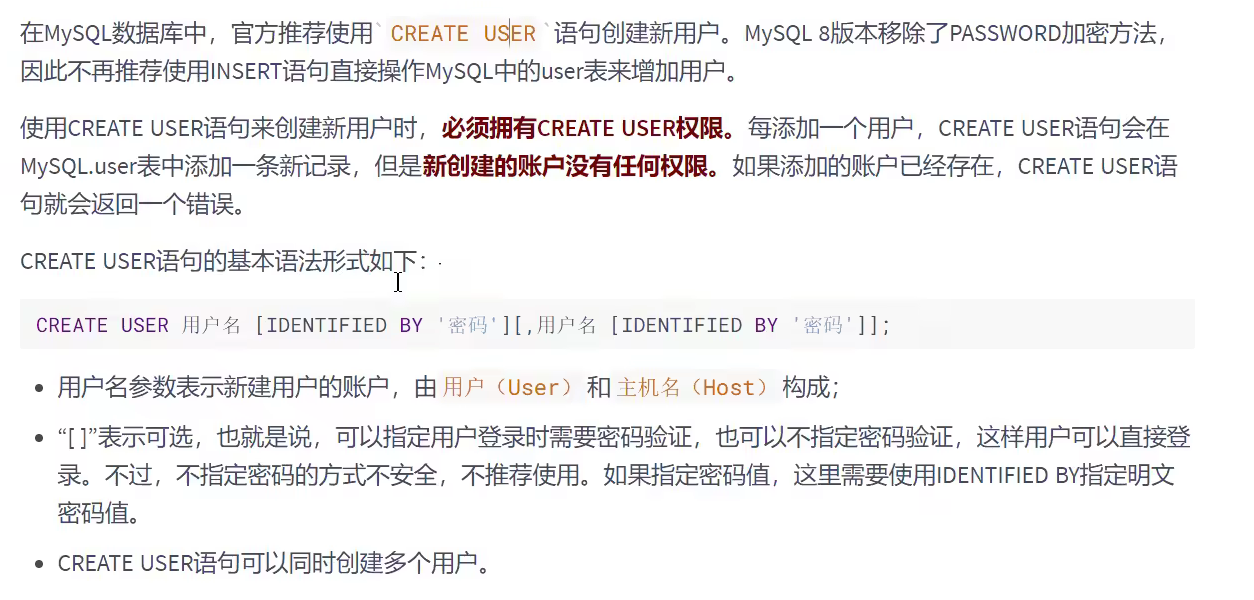 在MySQL数据库中，官方推荐使用` CREATE USER `语句创建新用户。MySQL 8版本移除了PASSWORD加密方法，
因此不再推荐使用INSERT语句直接操作MySQL中的user表来增加用户。
使用CREATE USER语句来创建新用户时，必须拥有CREATE USER权限。每添加一个用户，CREATE USER语句会在
MySQL.user表中添加一条新记录，但是新创建的账户没有任何权限。如果添加的账户已经存在，CREATE USER语
句就会返回一个错误。
CREATE USER语句的基本语法形式如下：
CREATE USER 用户名 [IDENTIFIED BY '密码'][,用户名 [IDENTIFIED BY '密码']];
• 用户名参数表示新建用户的账户，由 用户（User） 和 主机名（Host） 构成；
• “[ ]”表示可选，也就是说，可以指定用户登录时需要密码验证，也可以不指定密码验证，这样用户可以直接登
录。不过，不指定密码的方式不安全，不推荐使用。如果指定密码值，这里需要使用IDENTIFIED BY指定明文
密码值。
• CREATE USER语句可以同时创建多个用户。